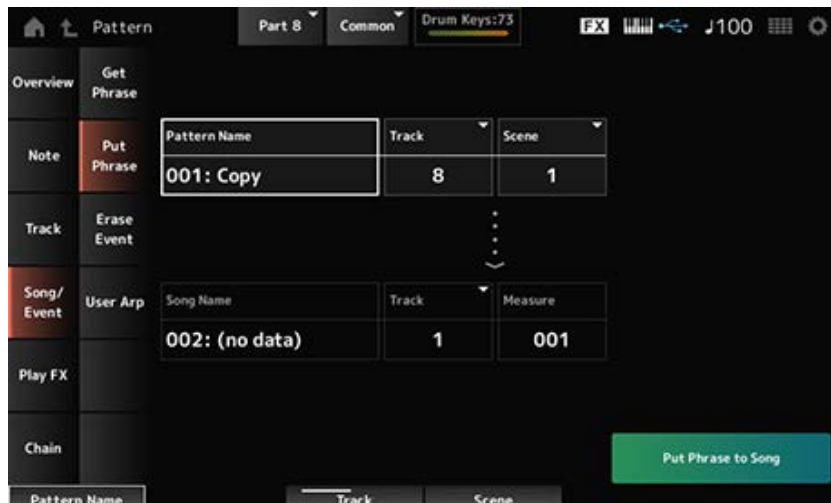 Pattern
Part 8
Common
Drum Keys:73
FX
♩100
Overview
Get
Phrase
Note
Put
Phrase
Pattern Name
Track
Scene
001: Copy
8
1
Track
Erase
Event
Song/
Event
User Arp
Song Name
Track
Measure
002: (no data)
1
001
Play FX
Chain
Put Phrase to Song
Pattern Name
Track
Scene